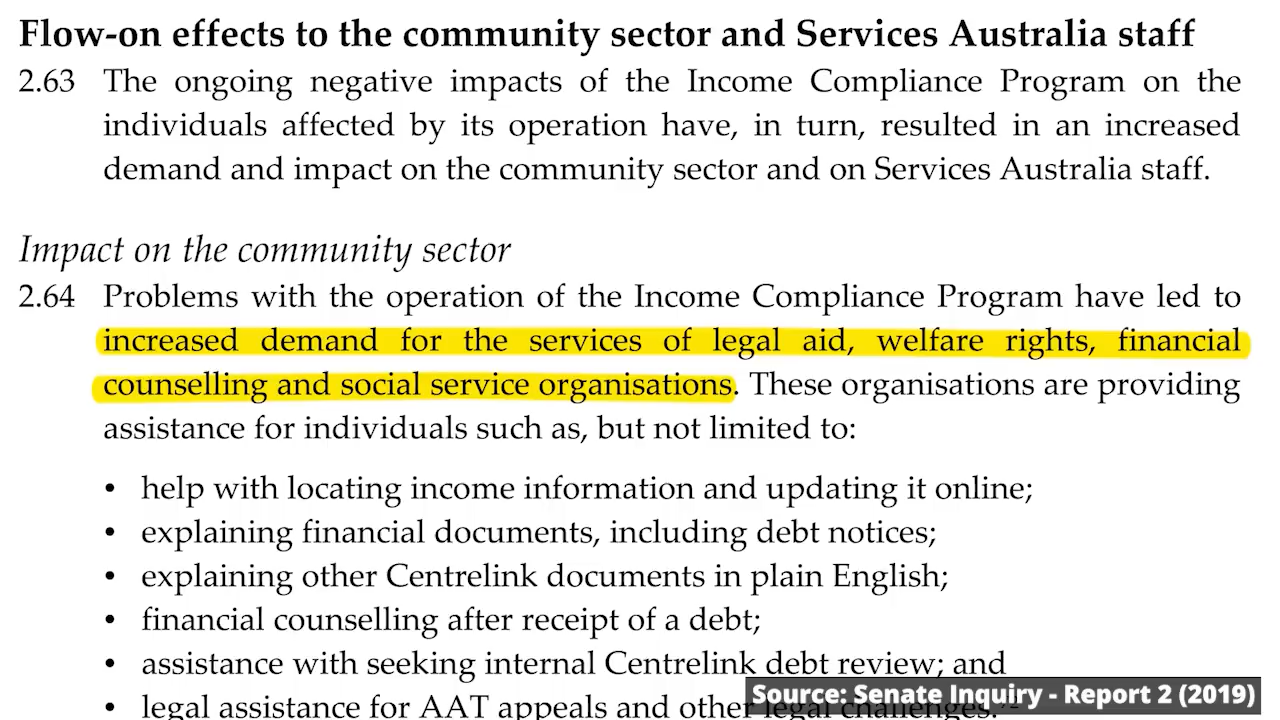 Flow-on effects to the community sector and Services Australia staff
2.63 The ongoing negative impacts of the Income Compliance Program on the
individuals affected by its operation have, in turn, resulted in an increased
demand and impact on the community sector and on Services Australia staff.
Impact on the community sector
2.64 Problems with the operation of the Income Compliance Program have led to
increased demand for the services of legal aid, welfare rights, financial
counselling and social service organisations. These organisations are providing
assistance for individuals such as, but not limited to:
• help with locating income information and updating it online;
• explaining financial documents, including debt notices;
• explaining other Centrelink documents in plain English;
• financial counselling after receipt of a debt;
• assistance with seeking internal Centrelink debt review; and
• legal assistance for AAT appeals and other legal challenges.
Source: Senate Inquiry - Report 2 (2019)